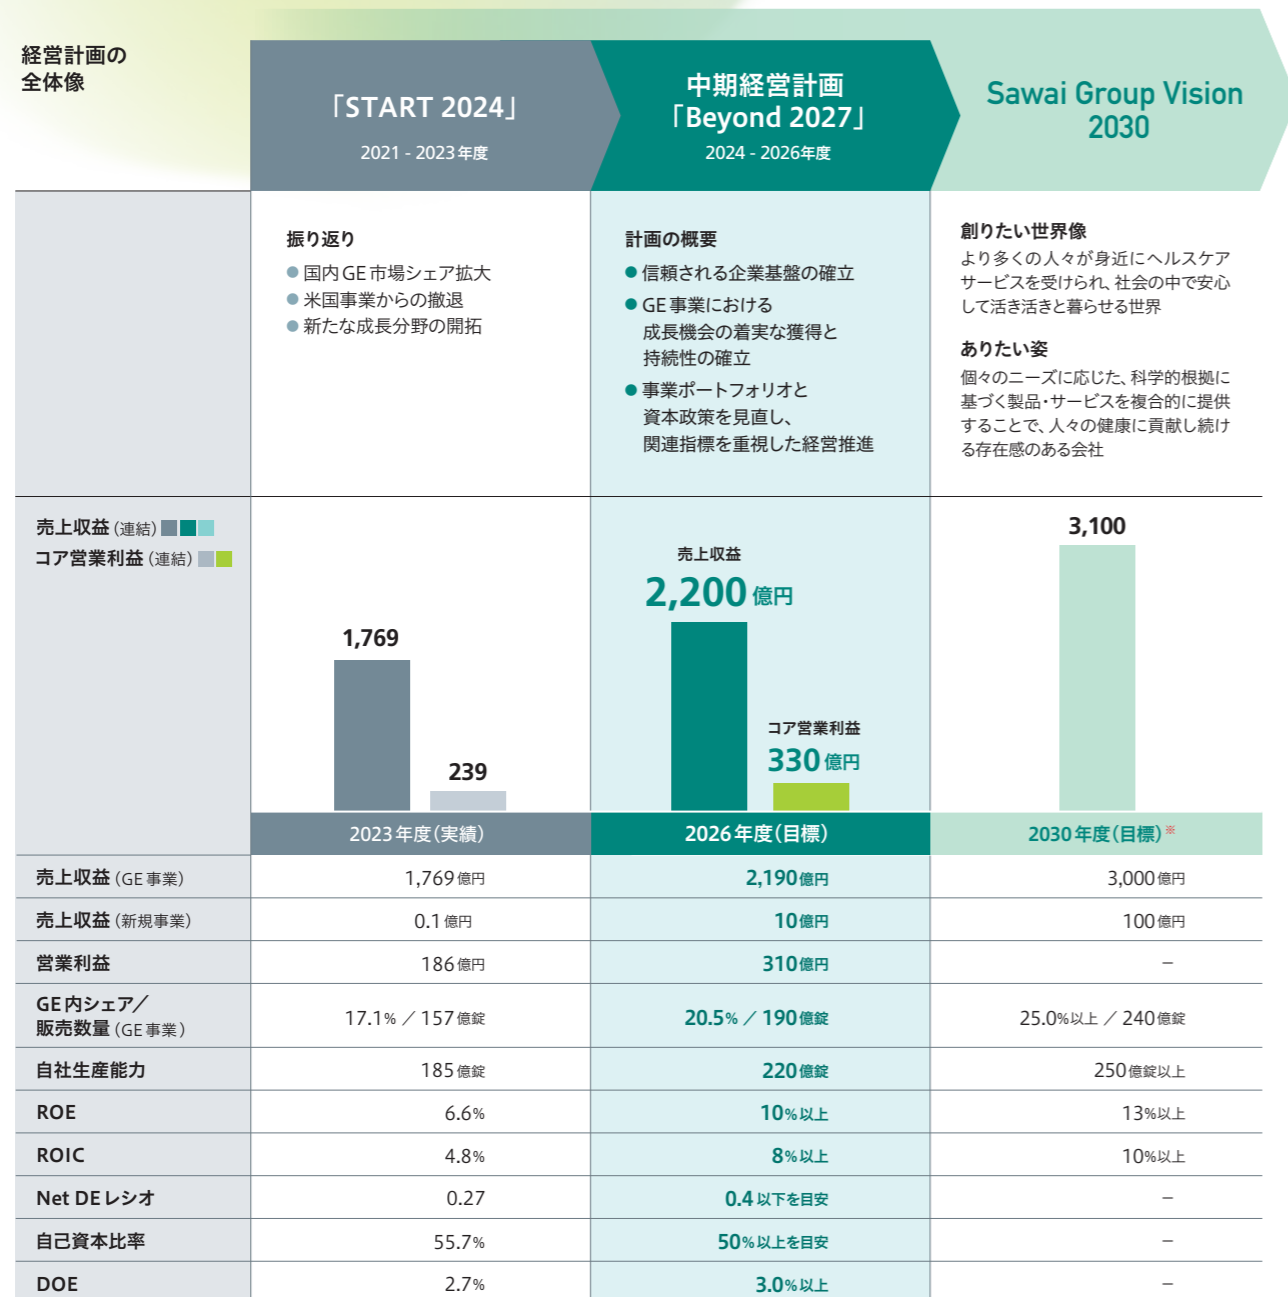 経営計画の
全体像
「START 2024」
2021 - 2023年度
中期経営計画
「Beyond 2027」
2024 - 2026年度
Sawai Group Vision
2030
振り返り
● 国内GE市場シェア拡大
● 米国事業からの撤退
● 新たな成長分野の開拓
計画の概要
● 信頼される企業基盤の確立
● GE事業における
成長機会の着実な獲得と
持続性の確立
● 事業ポートフォリオと
資本政策を見直し、
関連指標を重視した経営推進
創りたい世界像
より多くの人々が身近にヘルスケア
サービスを受けられ、社会の中で安心
して活き活きと暮らせる世界
ありたい姿
個々のニーズに応じた、科学的根拠に
基づく製品・サービスを複合的に提供
することで、人々の健康に貢献し続け
る存在感のある会社
売上収益(連結)
コア営業利益(連結)
1,769
239
売上収益
2,200億円
コア営業利益
330億円
3,100
2023年度(実績) 2026年度(目標) 2030年度(目標)※
売上収益(GE事業) 1,769億円 2,190億円 3,000億円
売上収益(新規事業) 0.1億円 10億円 100億円
営業利益 186億円 310億円 −
GE内シェア／
販売数量(GE事業) 17.1% ／ 157億錠 20.5% ／ 190億錠 25.0%以上 ／ 240億錠
自社生産能力 185億錠 220億錠 250億錠以上
ROE 6.6% 10%以上 13%以上
ROIC 4.8% 8%以上 10%以上
Net DEレシオ 0.27 0.4以下を目安 −
自己資本比率 55.7% 50%以上を目安 −
DOE 2.7% 3.0%以上 −